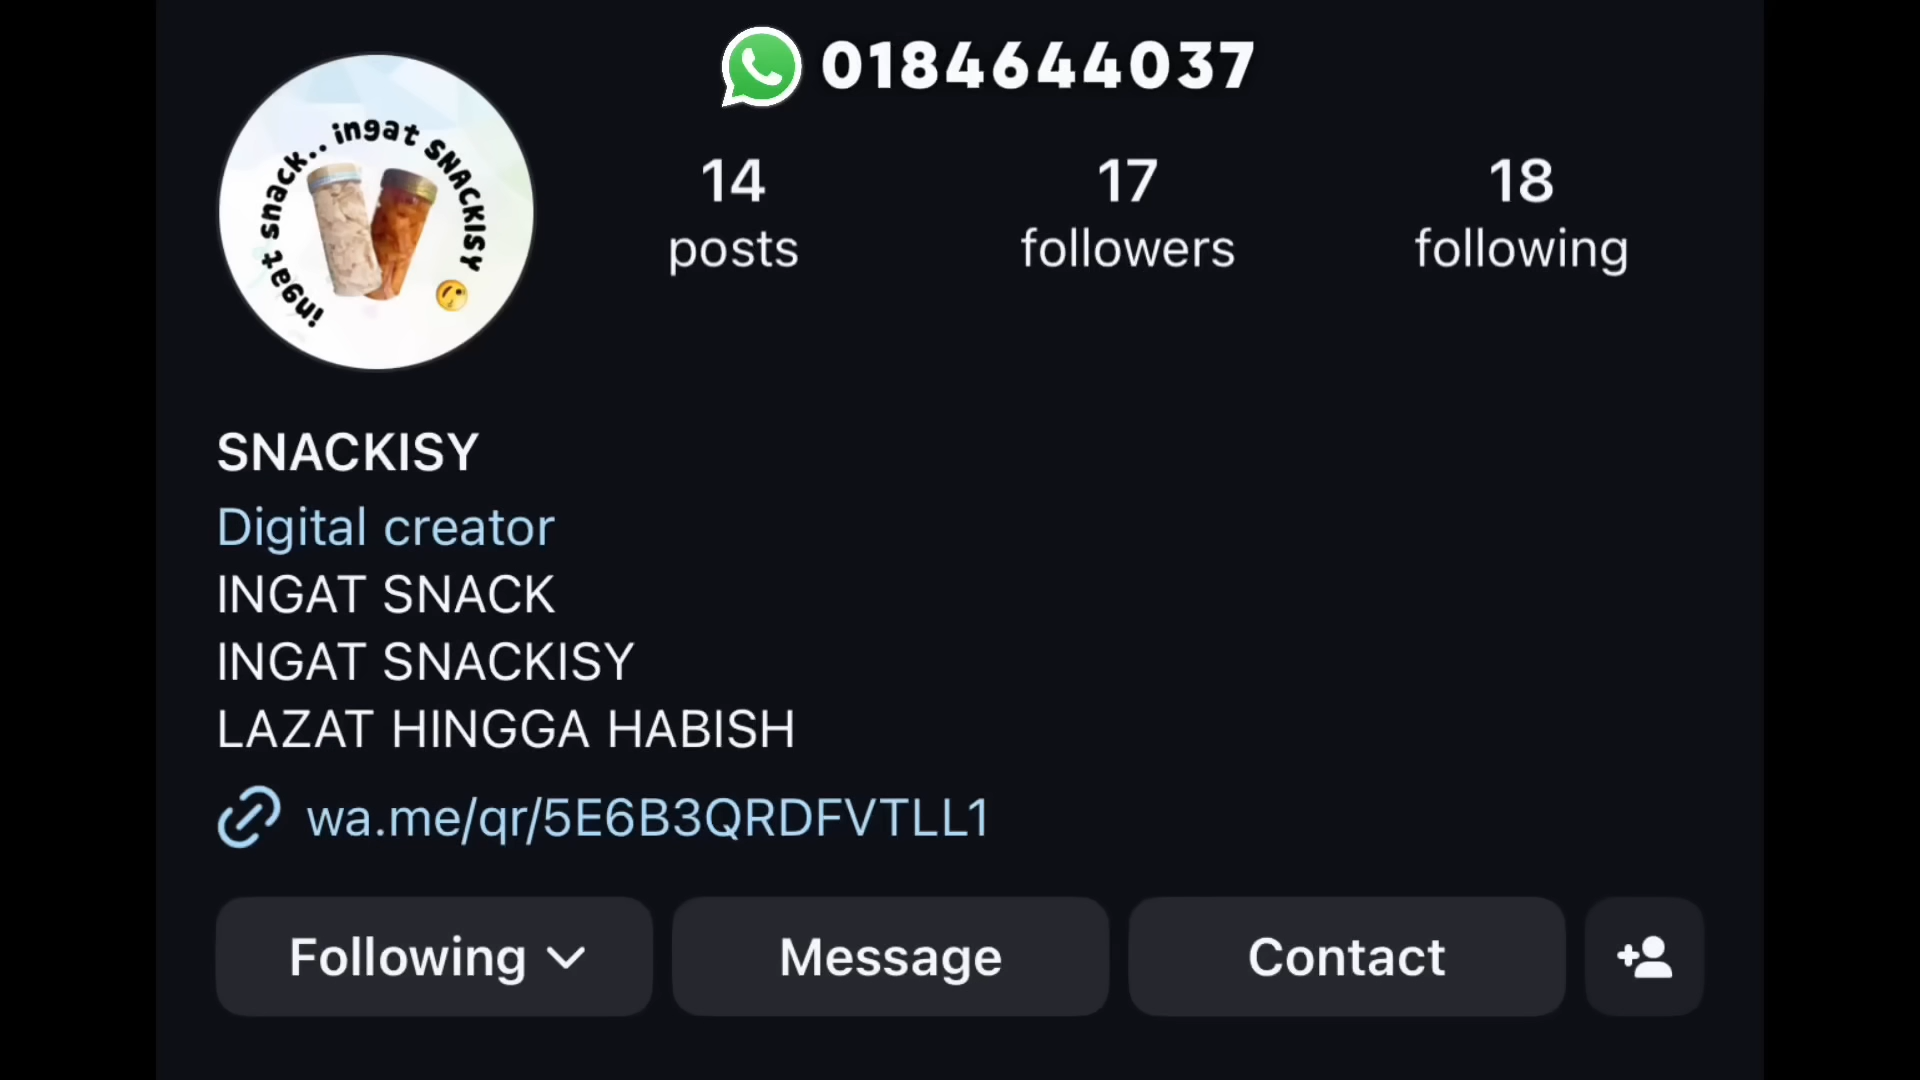 0184644037
ingat snack.. ingat SNACKISY
14
posts
17
followers
18
following
SNACKISY
Digital creator
INGAT SNACK
INGAT SNACKISY
LAZAT HINGGA HABISH
wa.me/qr/5E6B3QRDFVTLL1
Following
Message
Contact